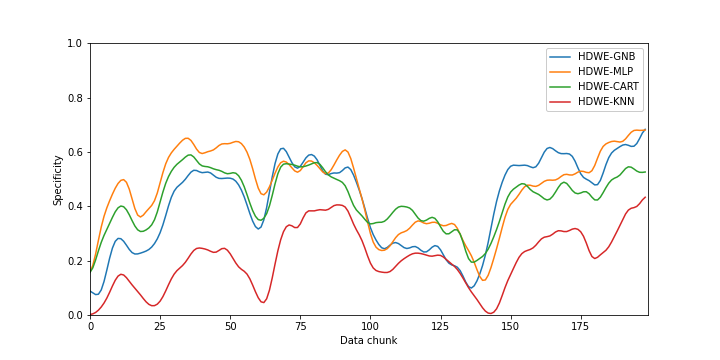 1.0
0.8
0.6
0.4
0.2
0.0
Specificity
0 25 50 75 100 125 150 175
Data chunk
HDWE-GNB
HDWE-MLP
HDWE-CART
HDWE-KNN